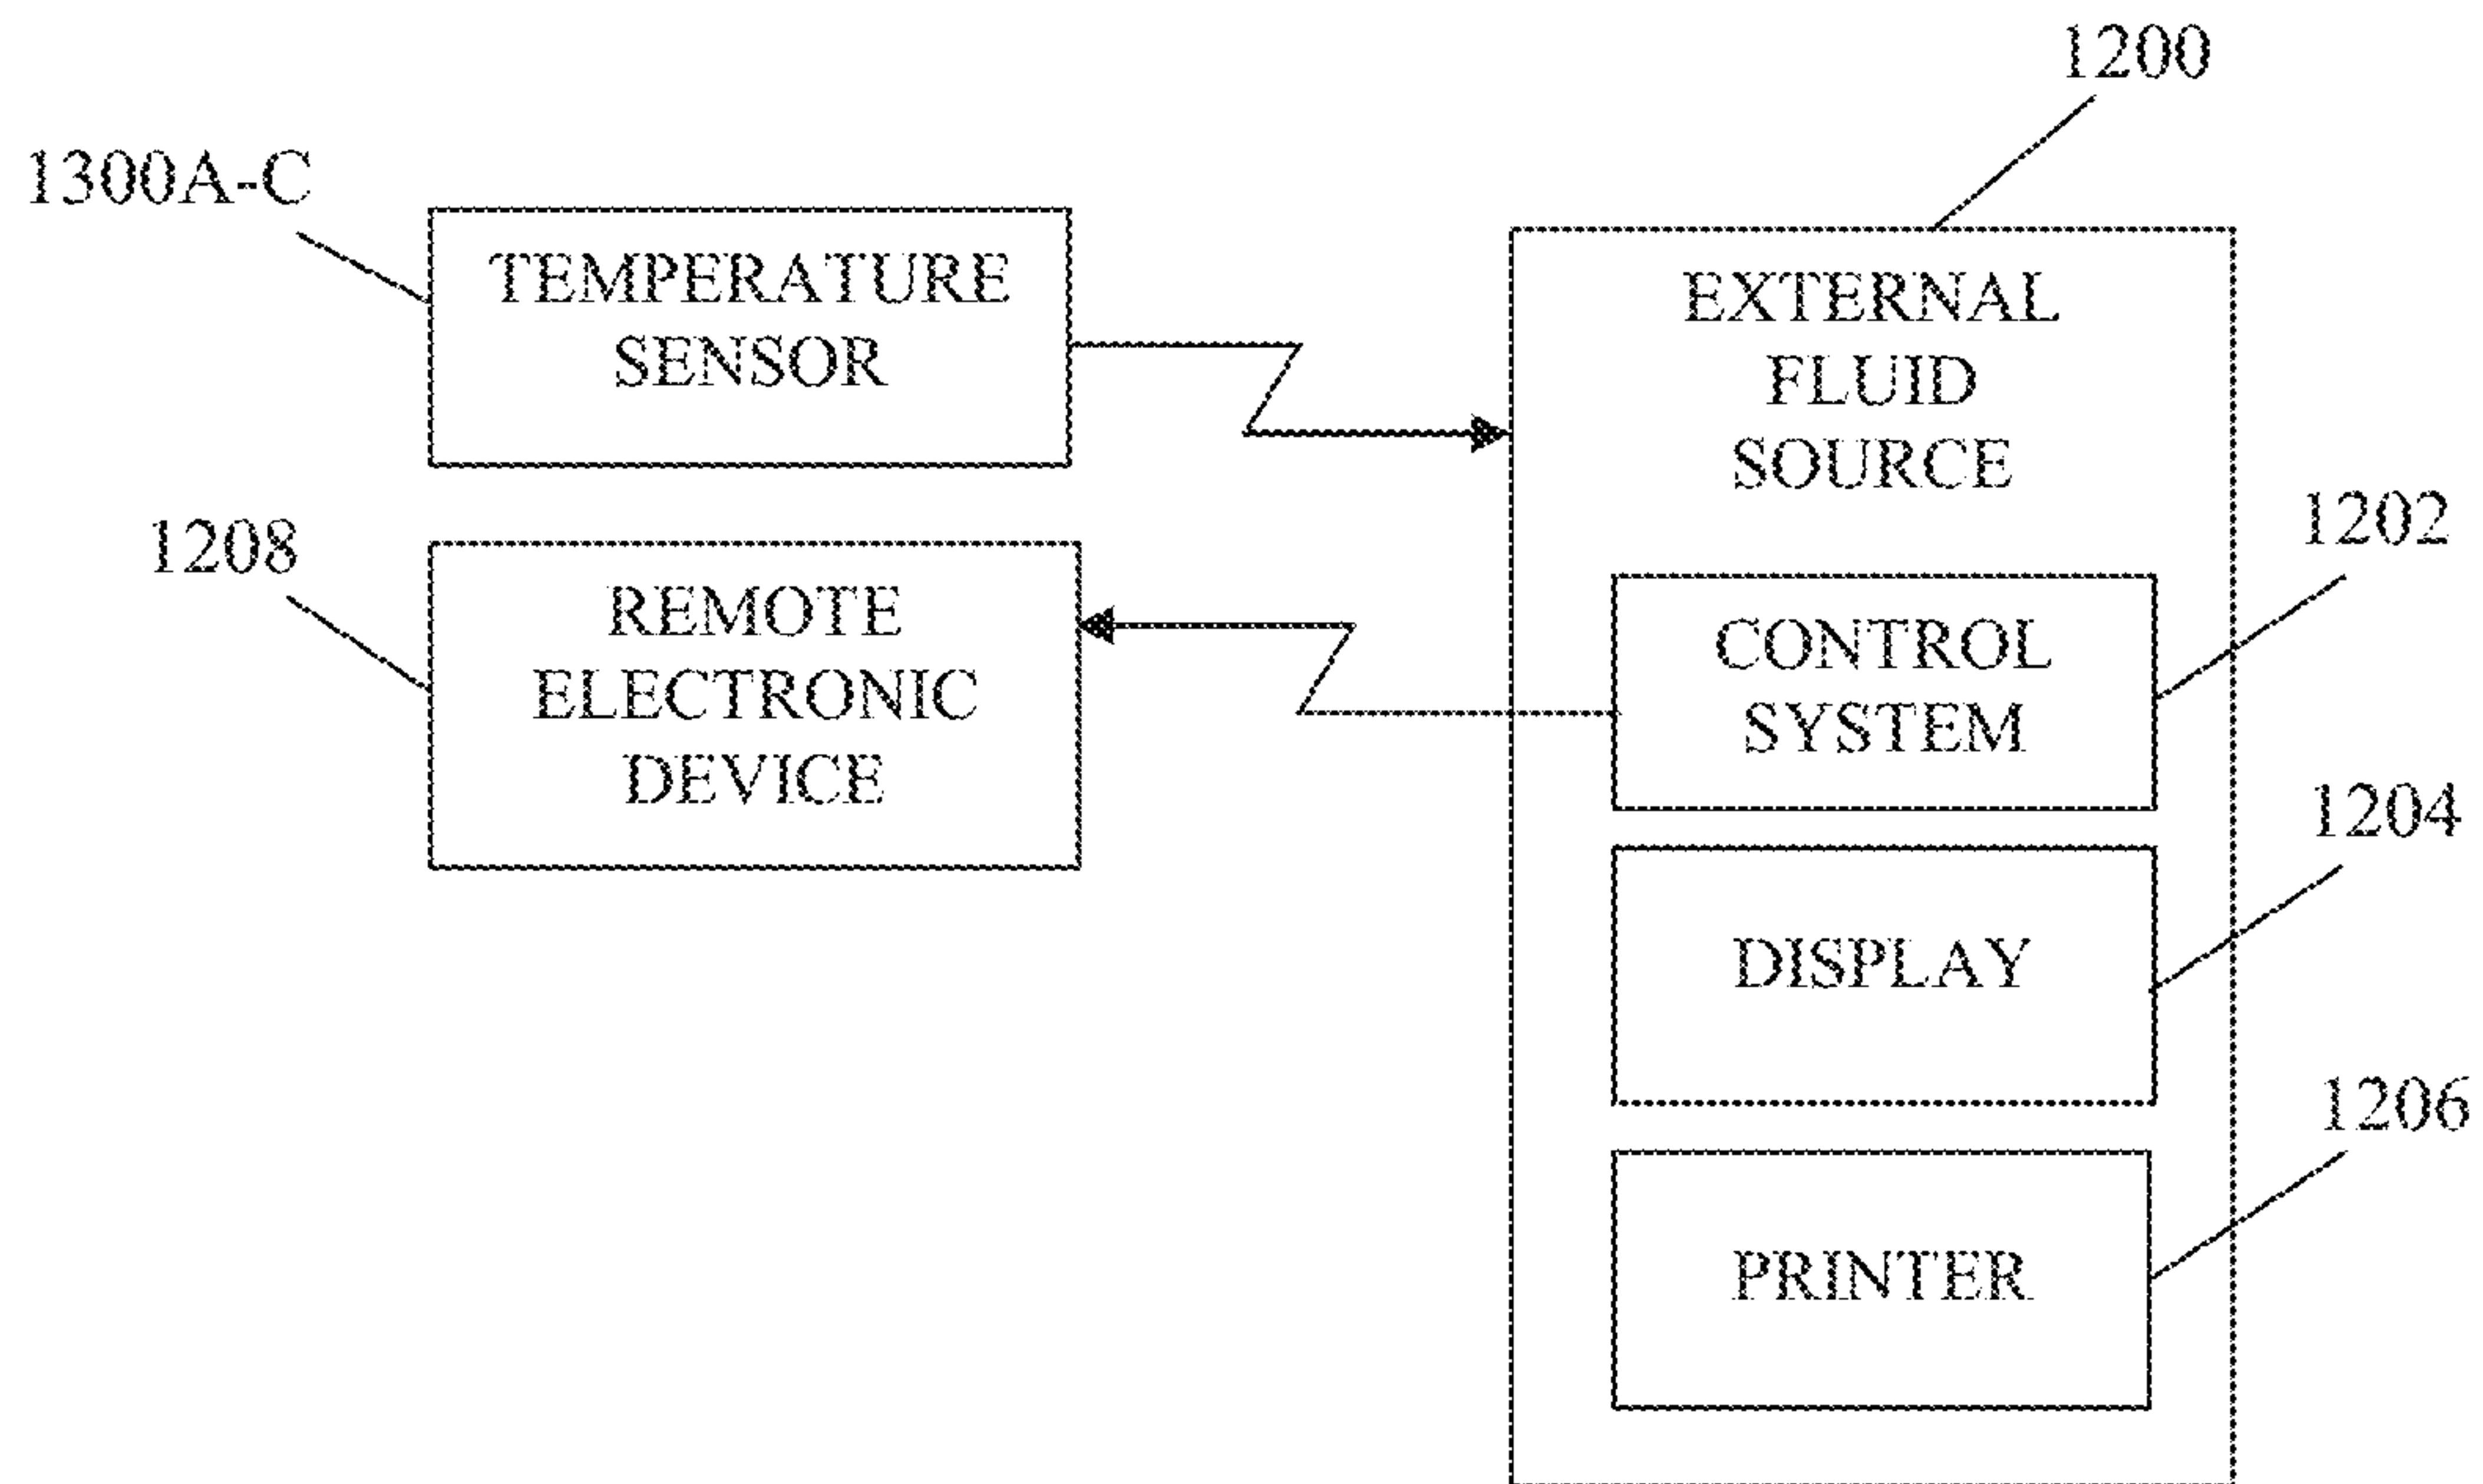 1200
1300A-C
TEMPERATURE
SENSOR
EXTERNAL
FLUID
SOURCE
1208
REMOTE
ELECTRONIC
DEVICE
1202
CONTROL
SYSTEM
1204
DISPLAY
1206
PRINTER